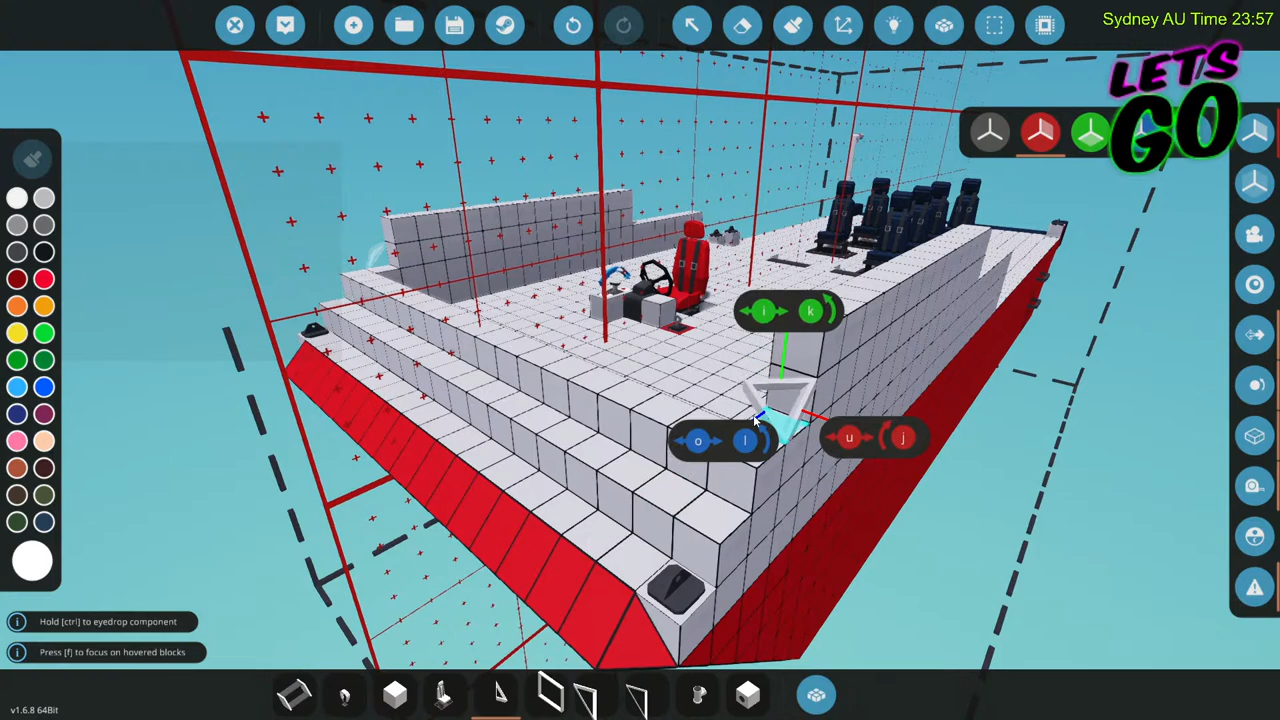 Sydney AU Time 23:57
LETS
GO
i k
o l
u j
Hold [ctrl] to eyedrop component
Press [f] to focus on hovered blocks
v1.6.8 64Bit